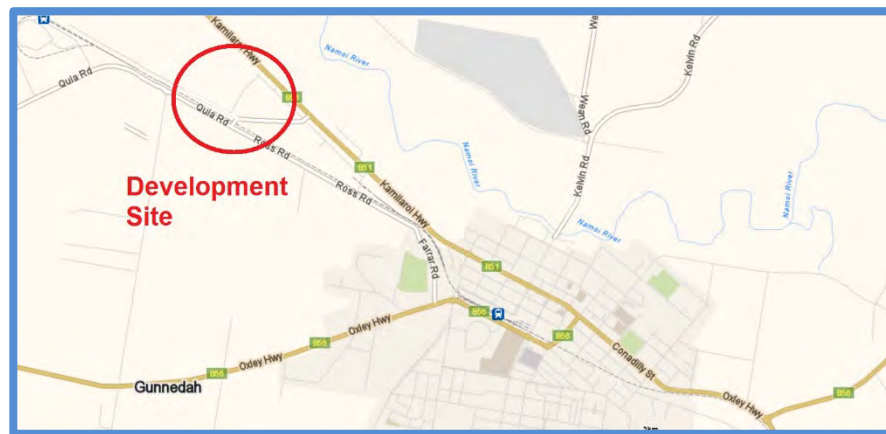 Kamilaroi Hwy
Namoi River
Kelvin Rd
Wean Rd
Qula Rd
Qula Rd
B51
Ross Rd
Development
Site
Ross Rd
B51
Kamilaroi Hwy
Kelvin Rd
Namoi River
Namoi River
Namoi River
Farrar Rd
B51
B56
Oxley Hwy
B56
Oxley Hwy
B56
B56
Conadilly St
Gunnedah
Oxley Hwy
B56